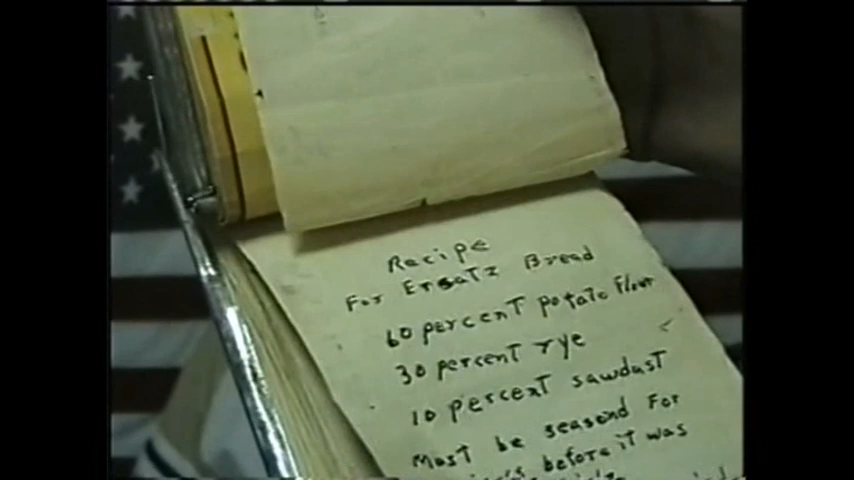 Recipe
For Ersatz Bread
60 percent potato Flour
30 percent rye
10 percent sawdust
Must be seasond For
before it was